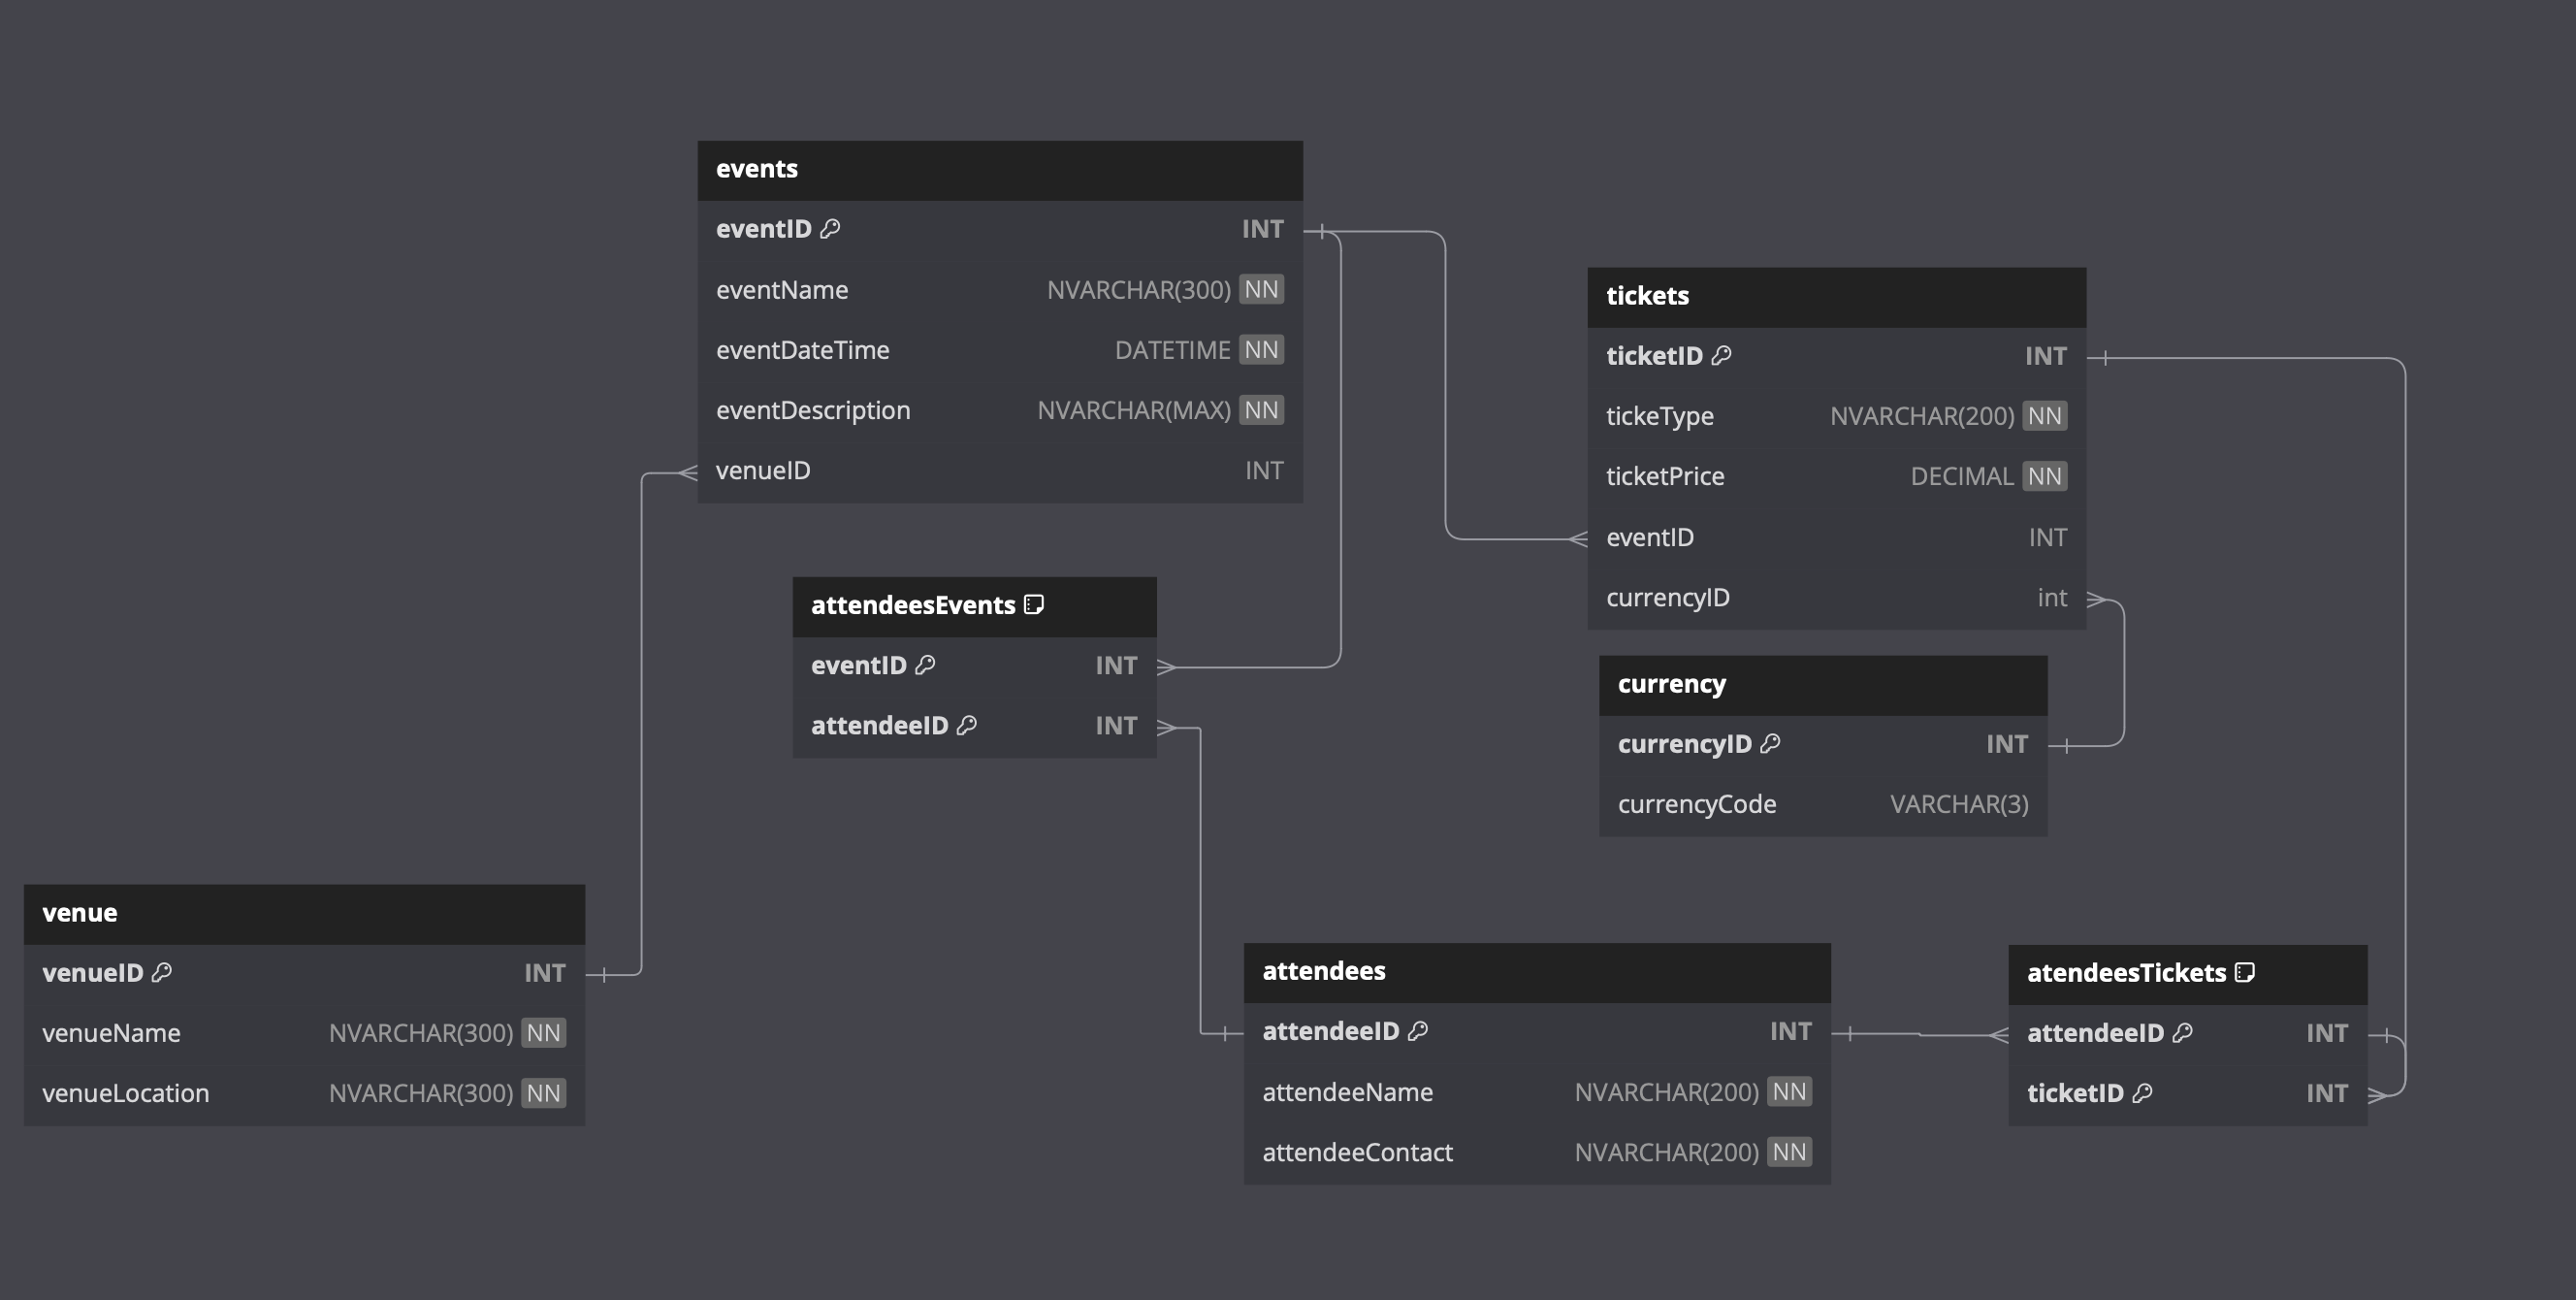 events
eventID INT
eventName NVARCHAR(300) NN
eventDateTime DATETIME NN
eventDescription NVARCHAR(MAX) NN
venueID INT
tickets
ticketID INT
tickeType NVARCHAR(200) NN
ticketPrice DECIMAL NN
eventID INT
currencyID int
attendeesEvents
eventID INT
attendeeID INT
currency
currencyID INT
currencyCode VARCHAR(3)
venue
venueID INT
venueName NVARCHAR(300) NN
venueLocation NVARCHAR(300) NN
attendees
attendeeID INT
attendeeName NVARCHAR(200) NN
attendeeContact NVARCHAR(200) NN
atendeesTickets
attendeeID INT
ticketID INT